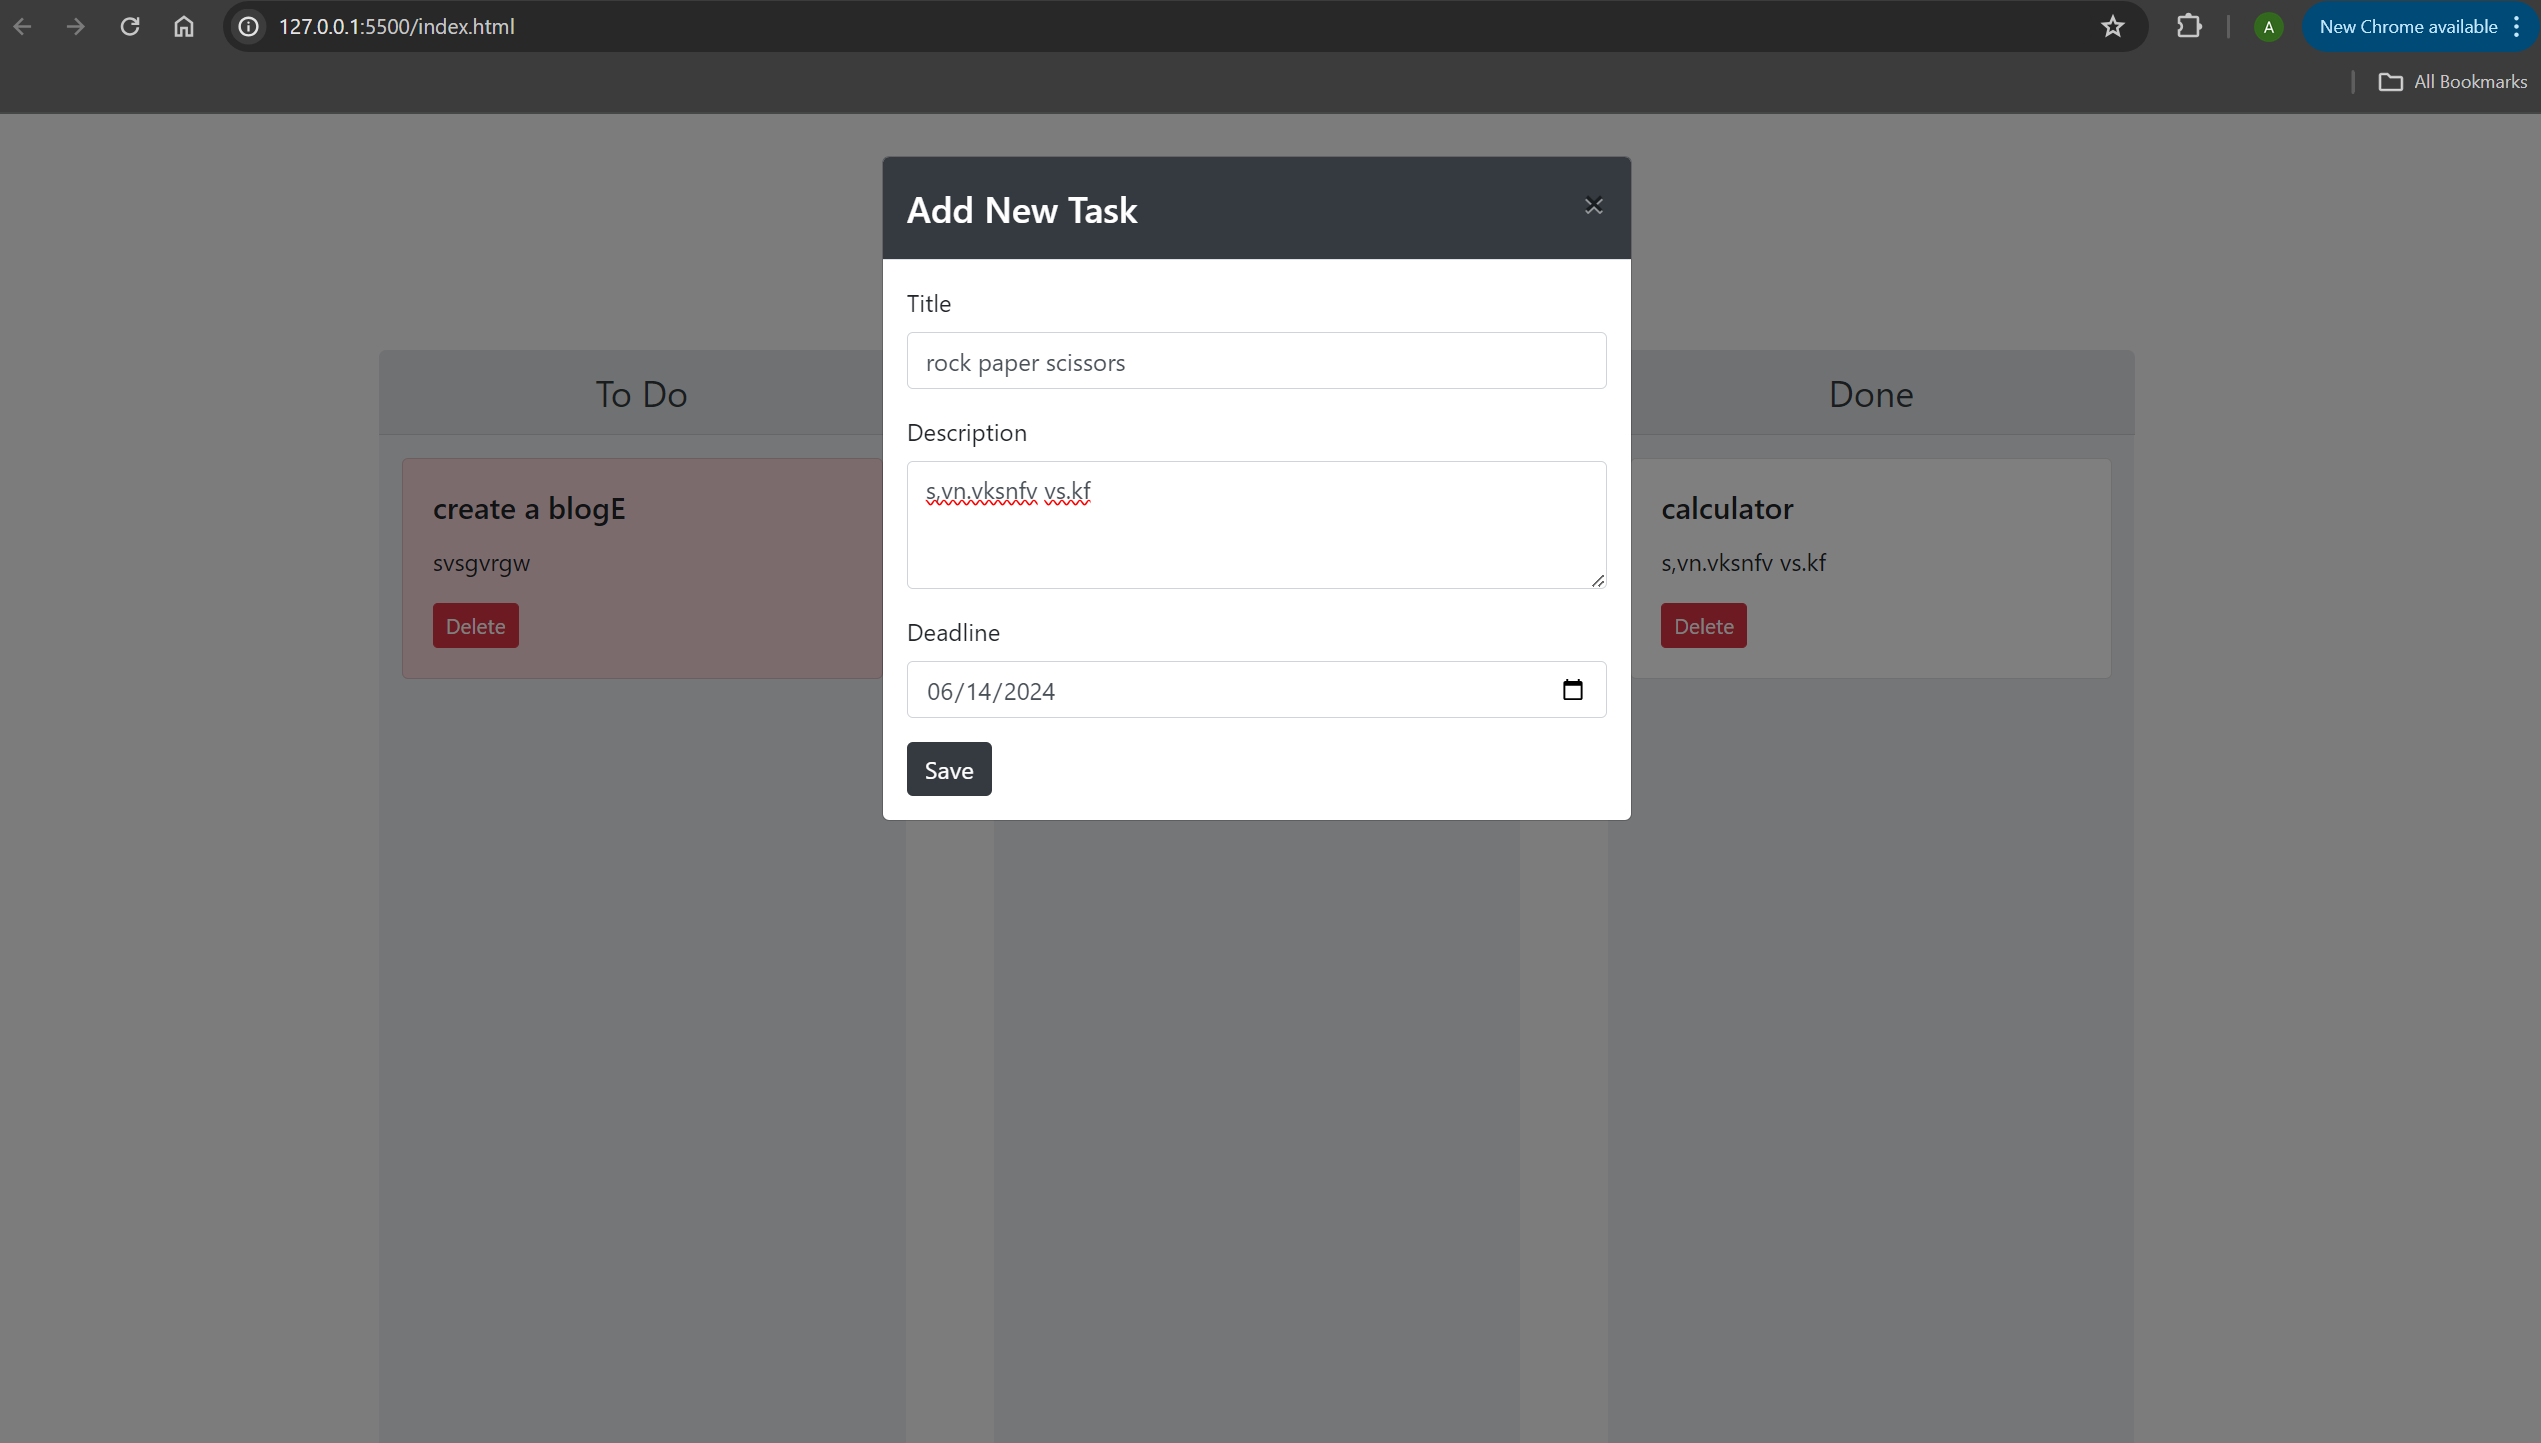 127.0.0.1:5500/index.html
A
New Chrome available
All Bookmarks
Add New Task
×
Title
rock paper scissors
Description
s,vn.vksnfv vs.kf
Deadline
06/14/2024
Save
To Do
create a blogE
svsgvrgw
Delete
Done
calculator
s,vn.vksnfv vs.kf
Delete